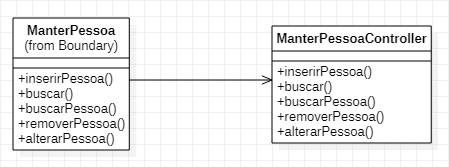 ManterPessoa
(from Boundary)
+inserirPessoa()
+buscar()
+buscarPessoa()
+removerPessoa()
+alterarPessoa()
ManterPessoaController
+inserirPessoa()
+buscar()
+buscarPessoa()
+removerPessoa()
+alterarPessoa()